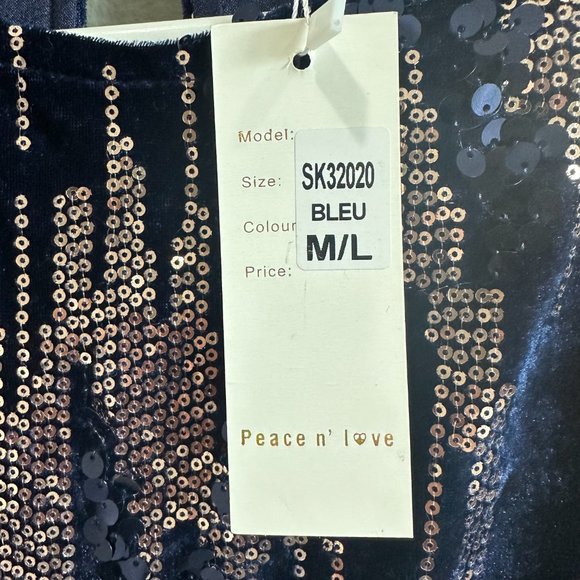 Model:
Size: SK32020
BLEU
Colour
M/L
Price:
Peace n' love